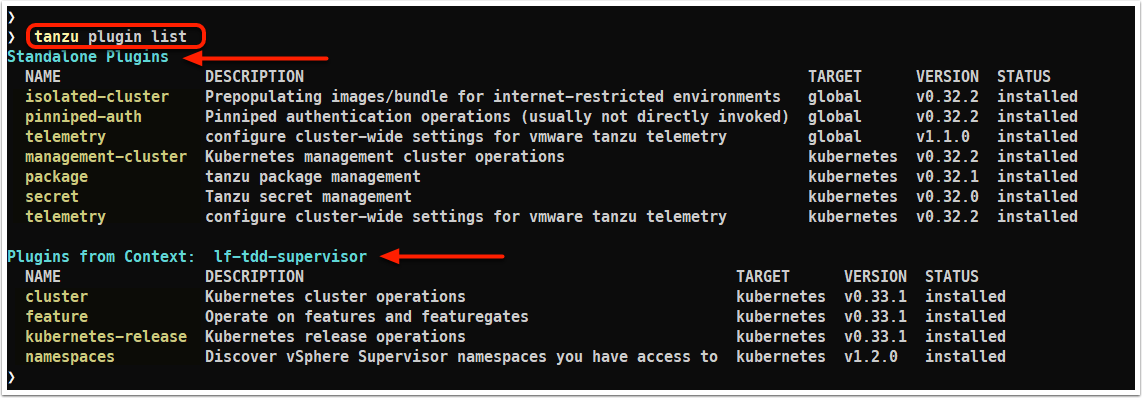 ❯
❯ tanzu plugin list
Standalone Plugins
NAME DESCRIPTION TARGET VERSION STATUS
isolated-cluster Prepopulating images/bundle for internet-restricted environments global v0.32.2 installed
pinniped-auth Pinniped authentication operations (usually not directly invoked) global v0.32.2 installed
telemetry configure cluster-wide settings for vmware tanzu telemetry global v1.1.0 installed
management-cluster Kubernetes management cluster operations kubernetes v0.32.2 installed
package tanzu package management kubernetes v0.32.1 installed
secret Tanzu secret management kubernetes v0.32.0 installed
telemetry configure cluster-wide settings for vmware tanzu telemetry kubernetes v0.32.2 installed
Plugins from Context: lf-tdd-supervisor
NAME DESCRIPTION TARGET VERSION STATUS
cluster Kubernetes cluster operations kubernetes v0.33.1 installed
feature Operate on features and featuregates kubernetes v0.33.1 installed
kubernetes-release Kubernetes release operations kubernetes v0.33.1 installed
namespaces Discover vSphere Supervisor namespaces you have access to kubernetes v1.2.0 installed
❯